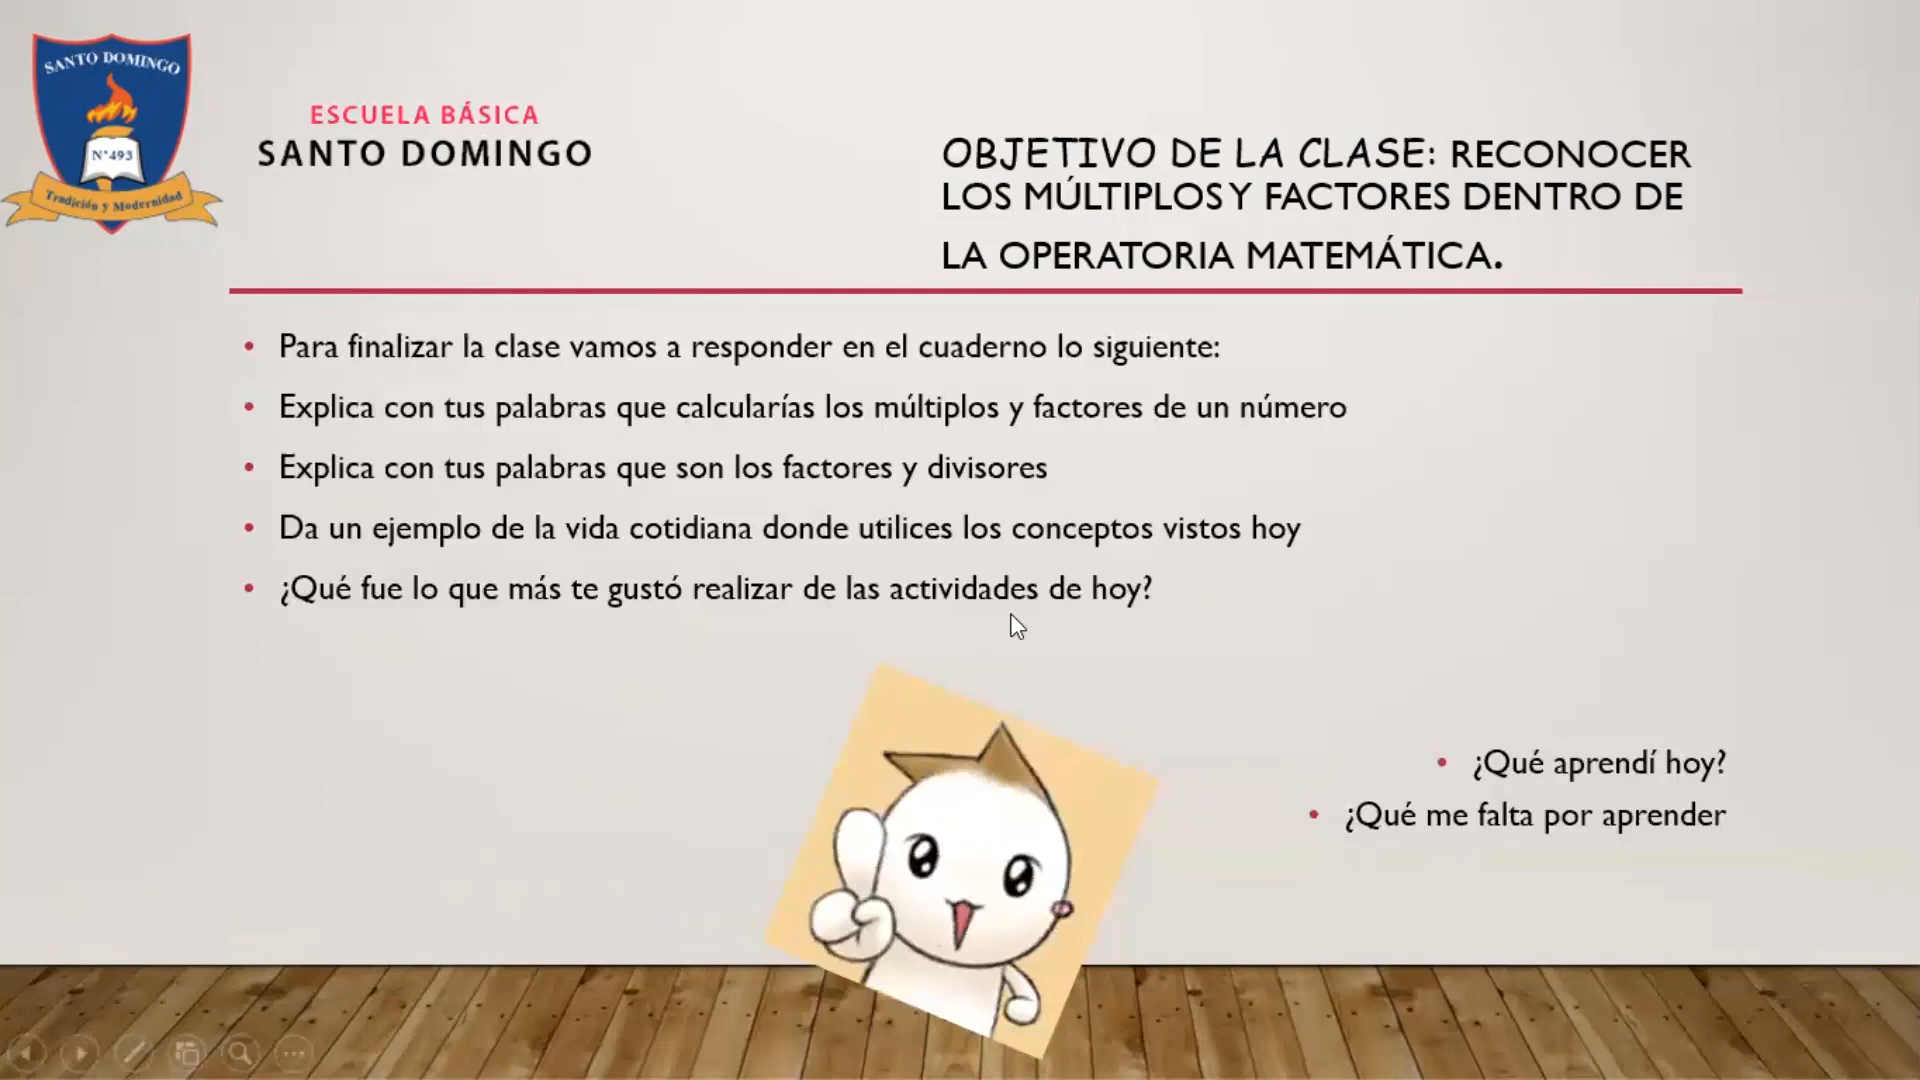 SANTO DOMINGO
N°493
Tradición y Modernidad
ESCUELA BÁSICA
SANTO DOMINGO
OBJETIVO DE LA CLASE: RECONOCER
LOS MÚLTIPLOS Y FACTORES DENTRO DE
LA OPERATORIA MATEMÁTICA.
• Para finalizar la clase vamos a responder en el cuaderno lo siguiente:
• Explica con tus palabras que calcularías los múltiplos y factores de un número
• Explica con tus palabras que son los factores y divisores
• Da un ejemplo de la vida cotidiana donde utilices los conceptos vistos hoy
• ¿Qué fue lo que más te gustó realizar de las actividades de hoy?
• ¿Qué aprendí hoy?
• ¿Qué me falta por aprender